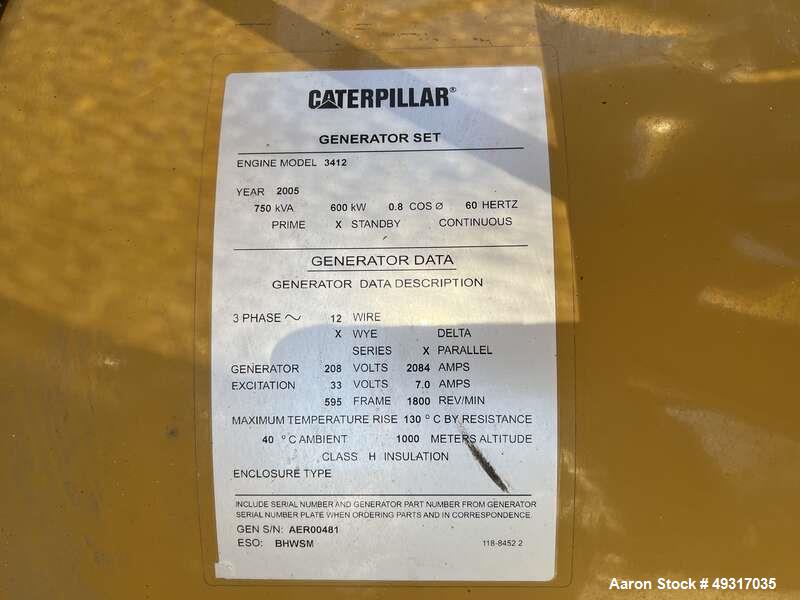 CATERPILLAR®
GENERATOR SET
ENGINE MODEL 3412
YEAR 2005
750 kVA 600 kW 0.8 COS Ø 60 HERTZ
PRIME X STANDBY CONTINUOUS
GENERATOR DATA
GENERATOR DATA DESCRIPTION
3 PHASE ~ 12 WIRE
X WYE DELTA
SERIES X PARALLEL
GENERATOR 208 VOLTS 2084 AMPS
EXCITATION 33 VOLTS 7.0 AMPS
595 FRAME 1800 REV/MIN
MAXIMUM TEMPERATURE RISE 130 ° C BY RESISTANCE
40 ° C AMBIENT 1000 METERS ALTITUDE
CLASS H INSULATION
ENCLOSURE TYPE
INCLUDE SERIAL NUMBER AND GENERATOR PART NUMBER FROM GENERATOR
SERIAL NUMBER PLATE WHEN ORDERING PARTS AND IN CORRESPONDENCE.
GEN S/N: AER00481
ESO: BHWSM 118-8452 2
Aaron Stock # 49317035